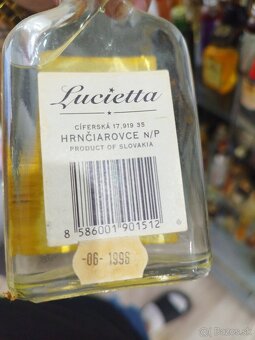 Lucietta
CÍFERSKÁ 17, 919 35
HRNČIAROVCE N/P
PRODUCT OF SLOVAKIA
8 586001 901512
-06- 1996